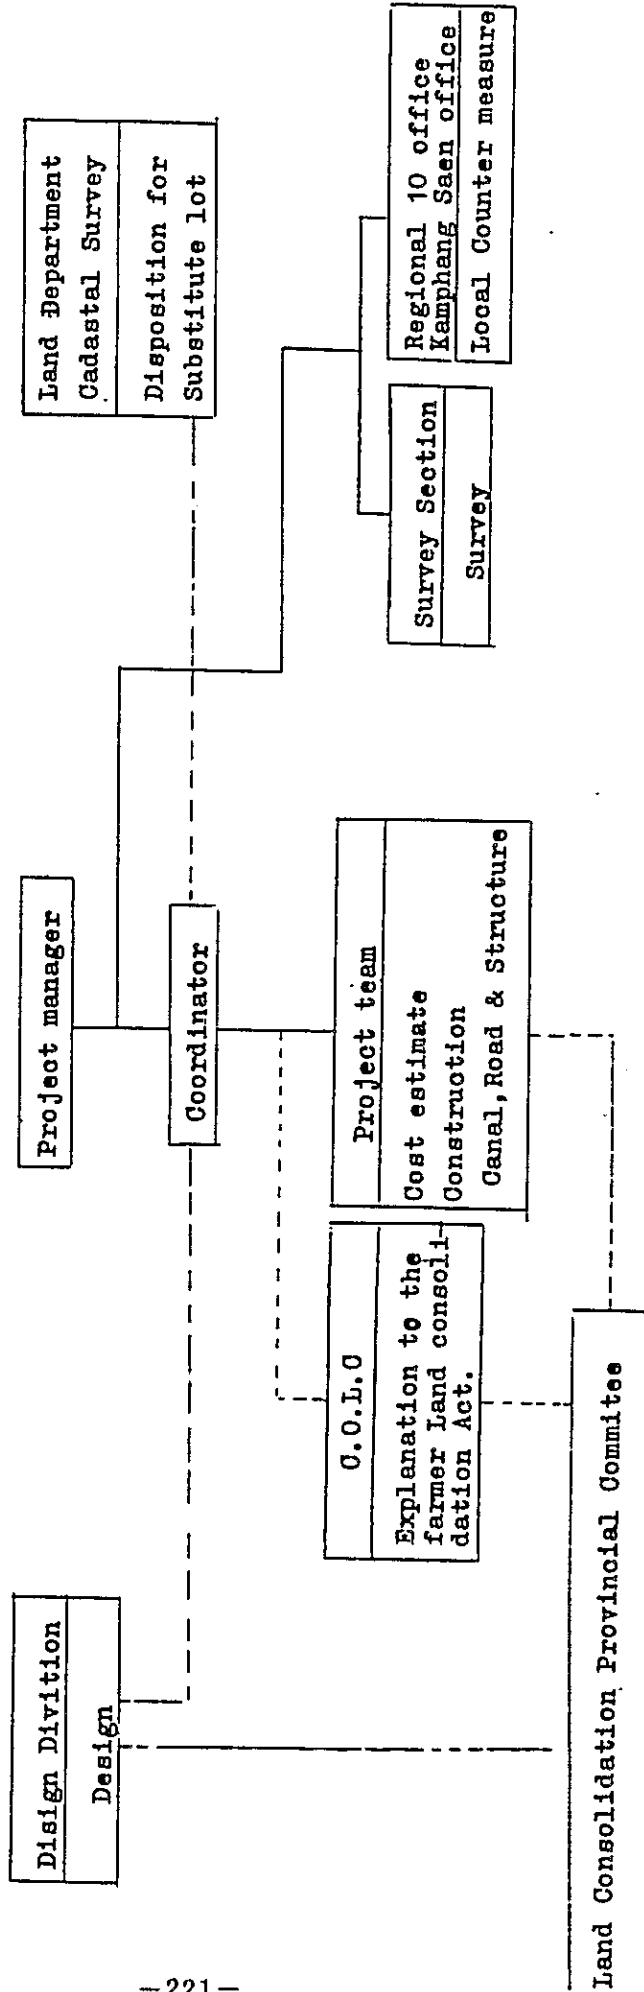 Disign Divition
Design
Project manager
Coordinator
Land Department
Cadastal Survey
Disposition for
Substitute lot
C.O.L.C
Explanation to the
farmer Land consoli-
dation Act.
Project team
Cost estimate
Construction
Canal,Road & Structure
Survey Section
Survey
Regional 10 office
Kamphang Saen office
Local Counter measure
Land Consolidation Provincial Commitee
-221-